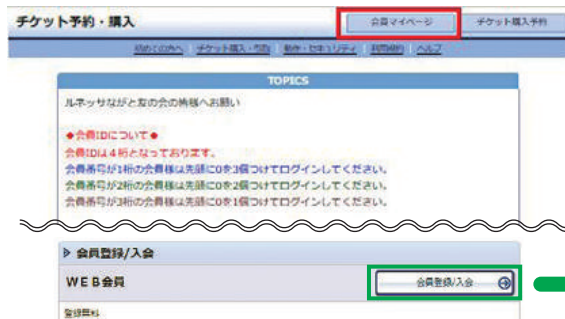 チケット予約・購入
会員マイページ
チケット購入予約
初めての方へ チケット購入・引取 動作・セキュリティ 利用規約 ヘルプ
TOPICS
ルネッサながと友の会の皆様へお願い
◆会員IDについて◆
会員IDは4桁となっております。
会員番号が1桁の会員様は先頭に0を3個つけてログインしてください。
会員番号が2桁の会員様は先頭に0を2個つけてログインしてください。
会員番号が3桁の会員様は先頭に0を1個つけてログインしてください。
会員登録/入会
WEB会員
会員登録/入会
登録無料